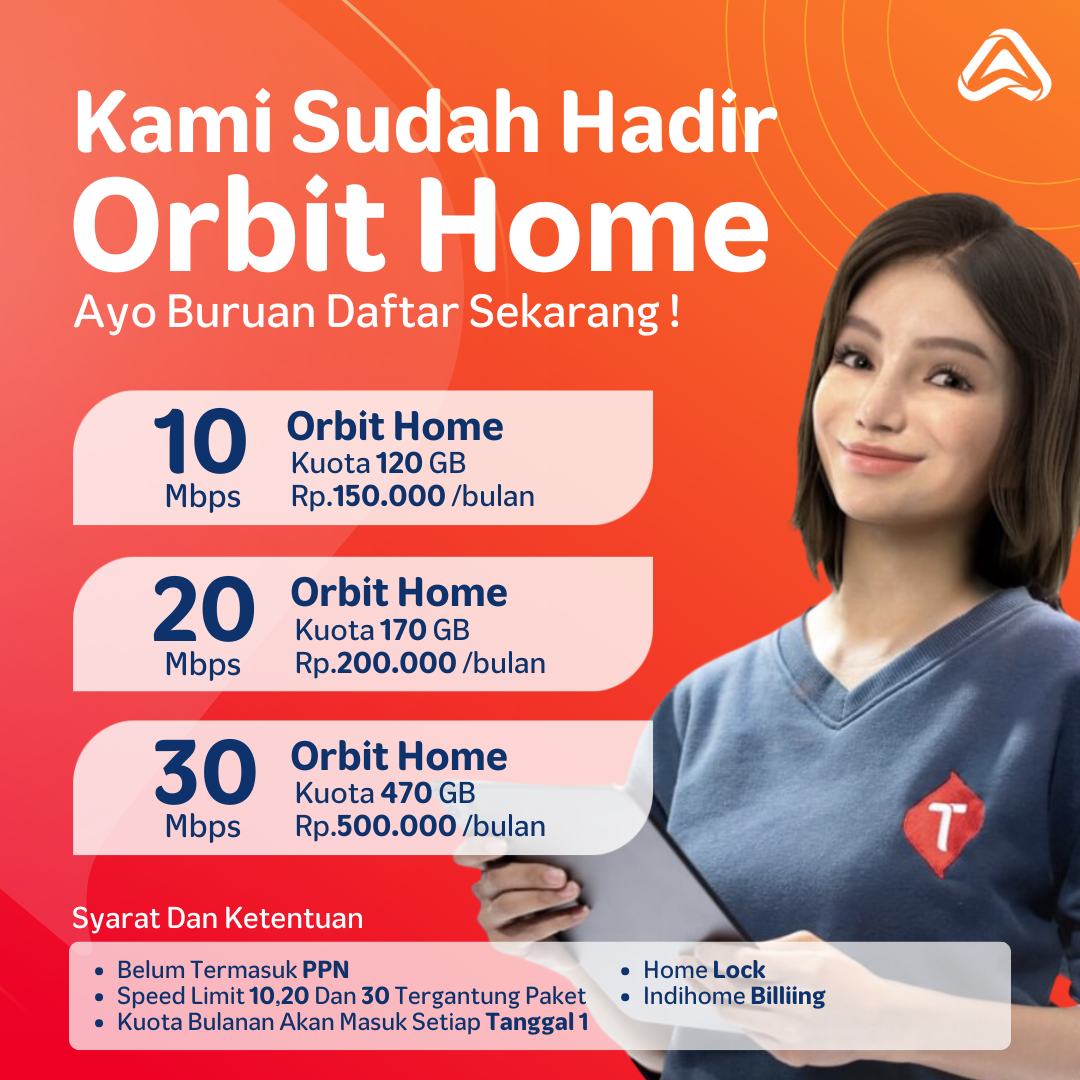 Kami Sudah Hadir
Orbit Home
Ayo Buruan Daftar Sekarang !
10
Mbps
Orbit Home
Kuota 120 GB
Rp.150.000 /bulan
20
Mbps
Orbit Home
Kuota 170 GB
Rp.200.000 /bulan
30
Mbps
Orbit Home
Kuota 470 GB
Rp.500.000 /bulan
T
Syarat Dan Ketentuan
• Belum Termasuk PPN
• Speed Limit 10,20 Dan 30 Tergantung Paket
• Kuota Bulanan Akan Masuk Setiap Tanggal 1
• Home Lock
• Indihome Billiing